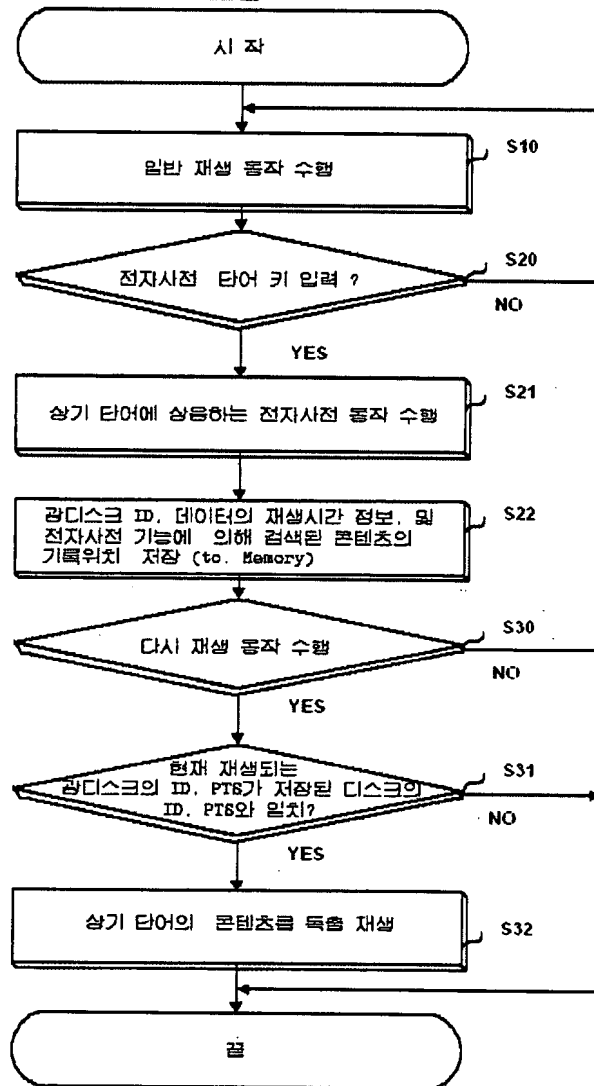 시 작
일반 재생 동작 수행
S10
전자사전 단어 키 입력 ?
S20
NO
YES
상기 단어에 상응하는 전자사전 동작 수행
S21
광디스크 ID, 데이터의 재생시간 정보, 및
전자사전 기능에 의해 검색된 콘텐츠의
기록위치 저장 (to. Memory)
S22
다시 재생 동작 수행
S30
NO
YES
현재 재생되는
광디스크의 ID, PTS가 저장된 디스크의
ID, PTS와 일치?
S31
NO
YES
상기 단어의 콘텐츠를 독출 재생
S32
끝